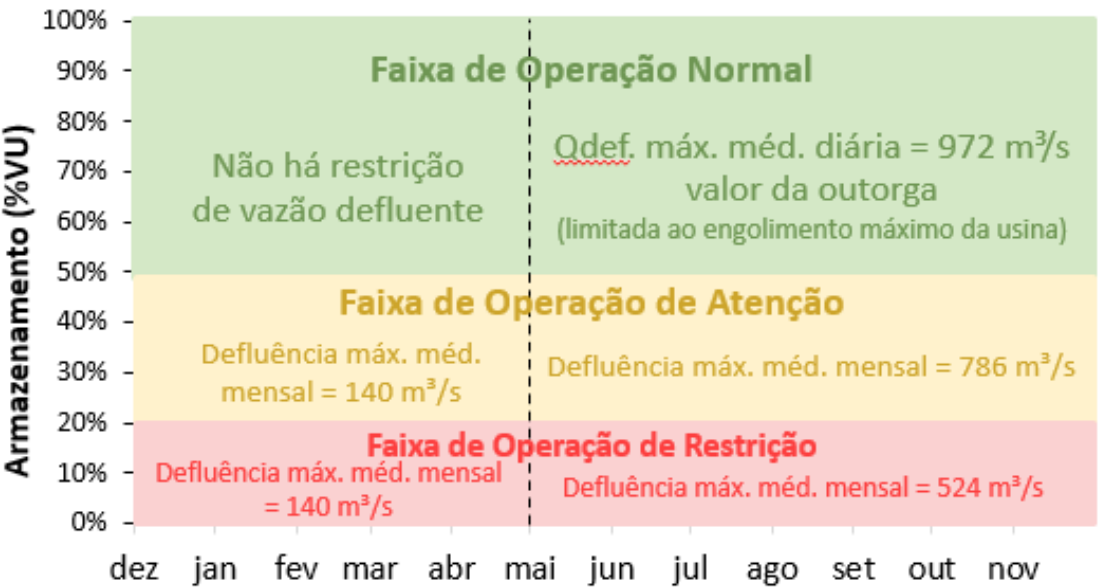 Armazenamento (%VU)
100%
90%
80%
70%
60%
50%
40%
30%
20%
10%
0%
Faixa de Operação Normal
Não há restrição
de vazão defluente
Qdef. máx. méd. diária = 972 m³/s
valor da outorga
(limitada ao engolimento máximo da usina)
Faixa de Operação de Atenção
Defluência máx. méd.
mensal = 140 m³/s
Defluência máx. méd. mensal = 786 m³/s
Faixa de Operação de Restrição
Defluência máx. méd. mensal
= 140 m³/s
Defluência máx. méd. mensal = 524 m³/s
dez jan fev mar abr mai jun jul ago set out nov